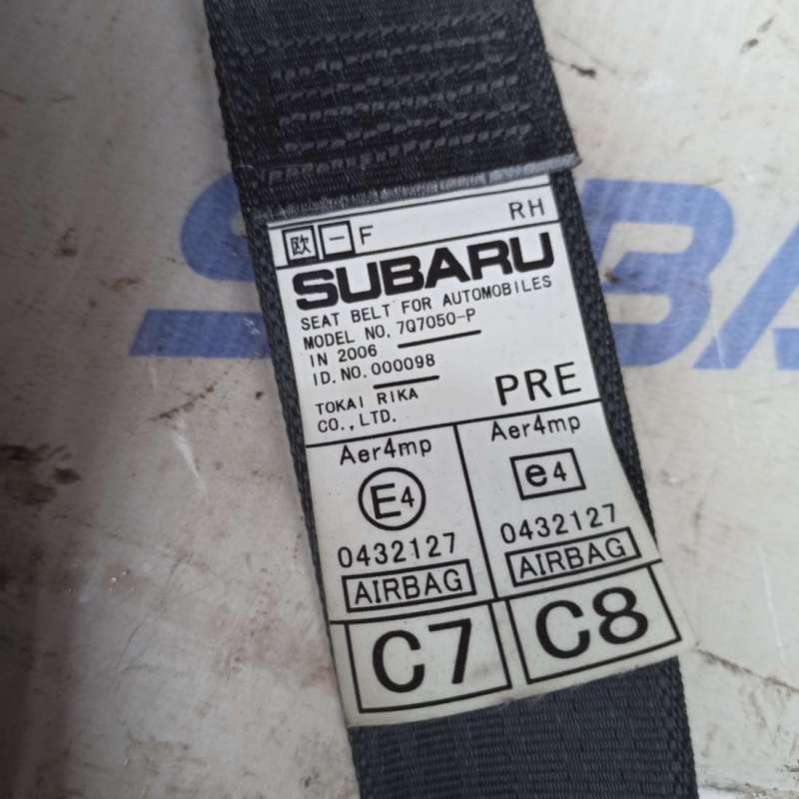 欧 一 F RH
SUBARU
SEAT BELT FOR AUTOMOBILES
MODEL NO. 7Q7050-P
IN 2006
ID. NO. 000098
TOKAI RIKA
CO., LTD.
PRE
Aer4mp
E4
0432127
AIRBAG
C7
Aer4mp
e4
0432127
AIRBAG
C8
SUBA